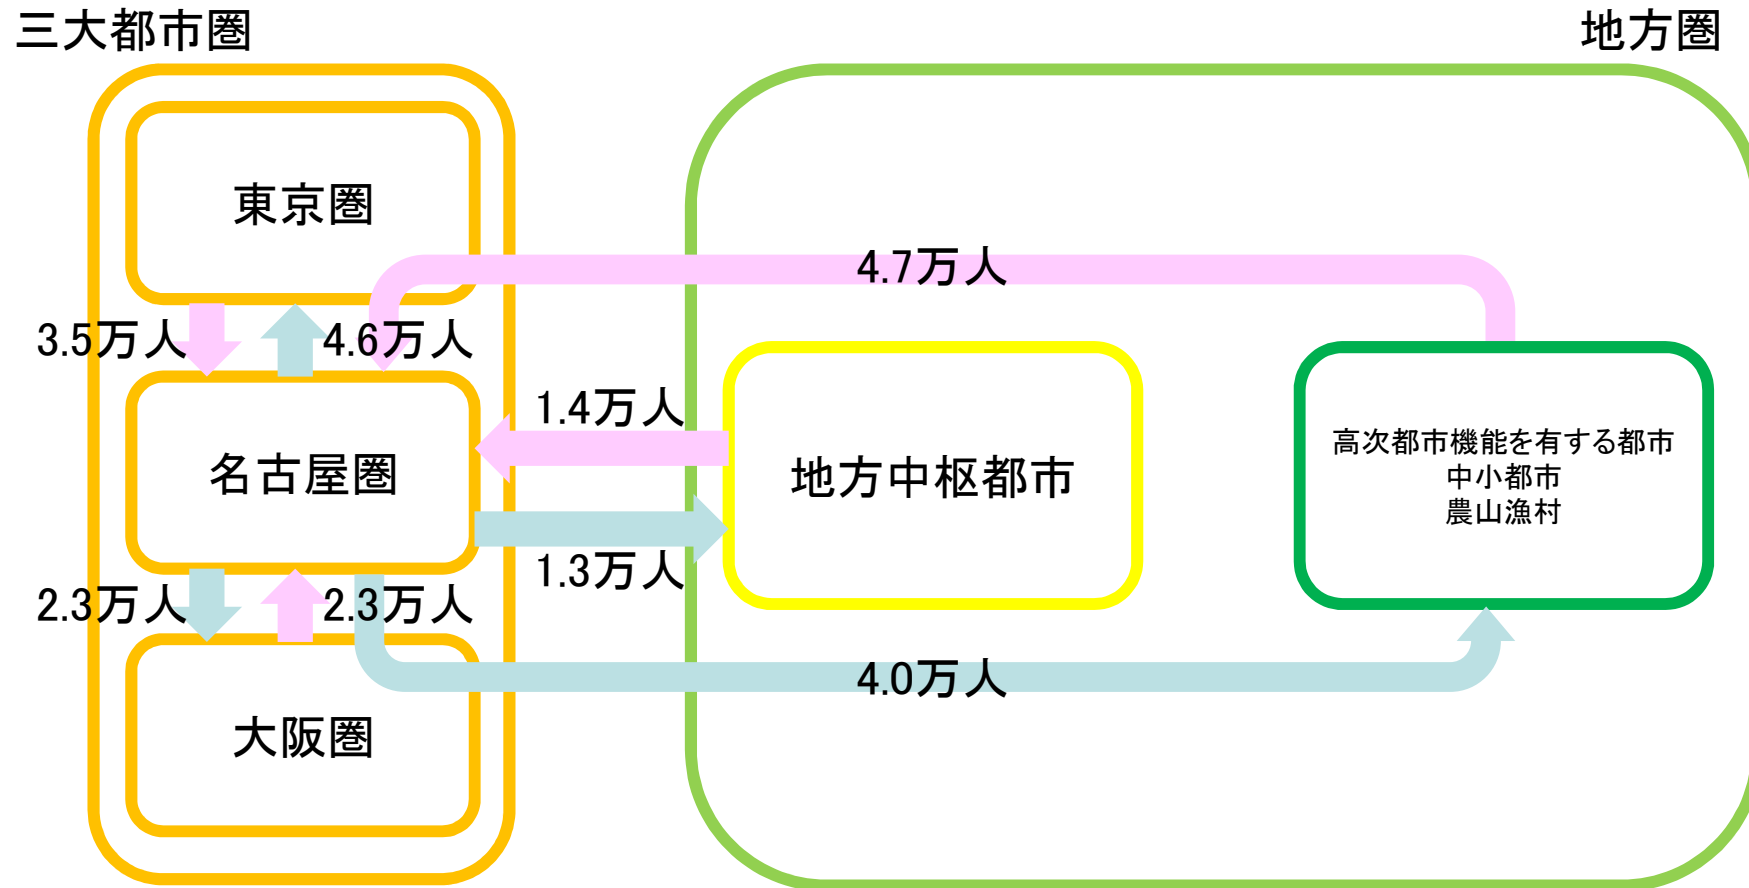 三大都市圏
地方圏
東京圏
4.7万人
3.5万人
4.6万人
1.4万人
名古屋圏
地方中枢都市
高次都市機能を有する都市
中小都市
農山漁村
1.3万人
2.3万人
2.3万人
4.0万人
大阪圏